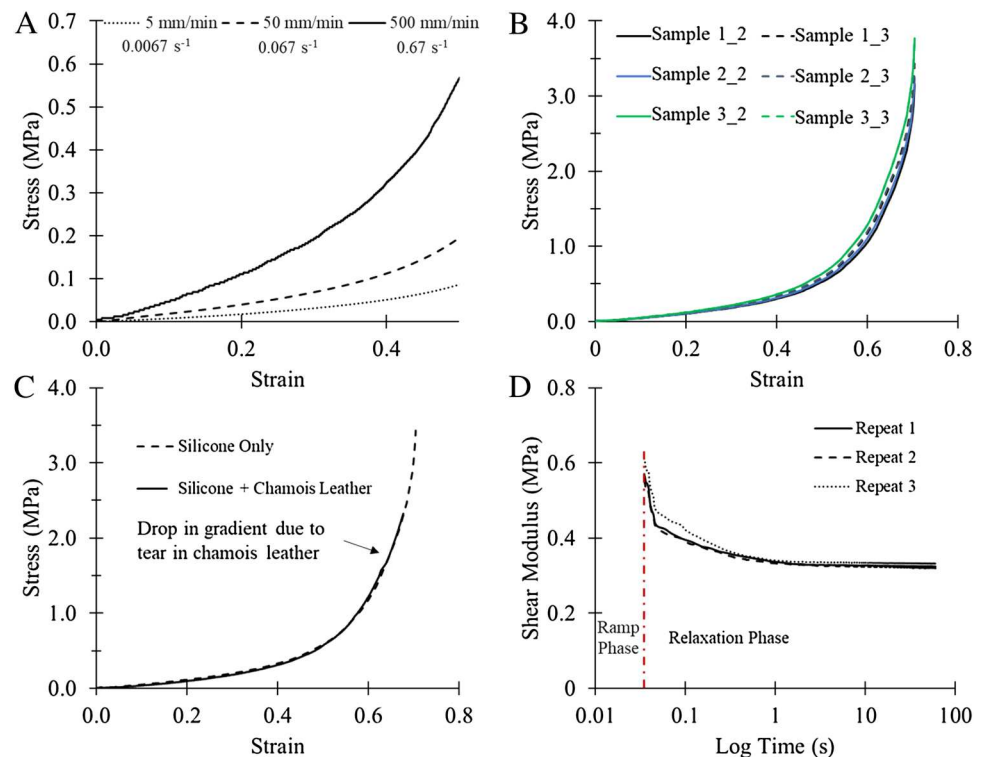 A
5 mm/min 50 mm/min 500 mm/min
0.0067 s-1 0.067 s-1 0.67 s-1
0.7
0.6
0.5
0.4
0.3
0.2
0.1
0.0
Stress (MPa)
0.0 0.2 0.4
Strain
B
Sample 1_2 Sample 1_3
Sample 2_2 Sample 2_3
Sample 3_2 Sample 3_3
4.0
3.0
2.0
1.0
0.0
Stress (MPa)
0 0.2 0.4 0.6 0.8
Strain
C
4.0
3.0
2.0
1.0
0.0
Stress (MPa)
Silicone Only
Silicone + Chamois Leather
Drop in gradient due to
tear in chamois leather
0.0 0.2 0.4 0.6 0.8
Strain
D
0.8
0.6
0.4
0.2
0
Shear Modulus (MPa)
Repeat 1
Repeat 2
Repeat 3
Ramp
Phase
Relaxation Phase
0.01 0.1 1 10 100
Log Time (s)